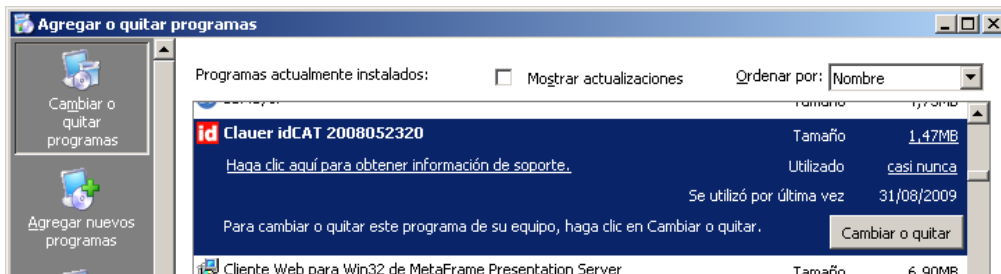 Agregar o quitar programas
Cambiar o
quitar
programas
Agregar nuevos
programas
Programas actualmente instalados:
Mostrar actualizaciones
Ordenar por: Nombre
Tamaño
Clauer idCAT 2008052320 Tamaño 1,47MB
Haga clic aquí para obtener información de soporte. Utilizado casi nunca
Se utilizó por última vez 31/08/2009
Para cambiar o quitar este programa de su equipo, haga clic en Cambiar o quitar. Cambiar o quitar
Cliente Web para Win32 de MetaFrame Presentation Server Tamaño 6,90MB